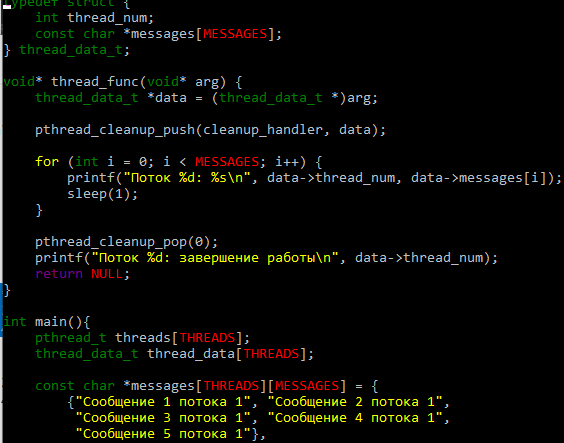 typedef struct {
    int thread_num;
    const char *messages[MESSAGES];
} thread_data_t;

void* thread_func(void* arg) {
    thread_data_t *data = (thread_data_t *)arg;

    pthread_cleanup_push(cleanup_handler, data);

    for (int i = 0; i < MESSAGES; i++) {
        printf("Поток %d: %s\n", data->thread_num, data->messages[i]);
        sleep(1);
    }

    pthread_cleanup_pop(0);
    printf("Поток %d: завершение работы\n", data->thread_num);
    return NULL;
}

int main(){
    pthread_t threads[THREADS];
    thread_data_t thread_data[THREADS];

    const char *messages[THREADS][MESSAGES] = {
        {"Сообщение 1 потока 1", "Сообщение 2 потока 1",
         "Сообщение 3 потока 1", "Сообщение 4 потока 1",
         "Сообщение 5 потока 1"},